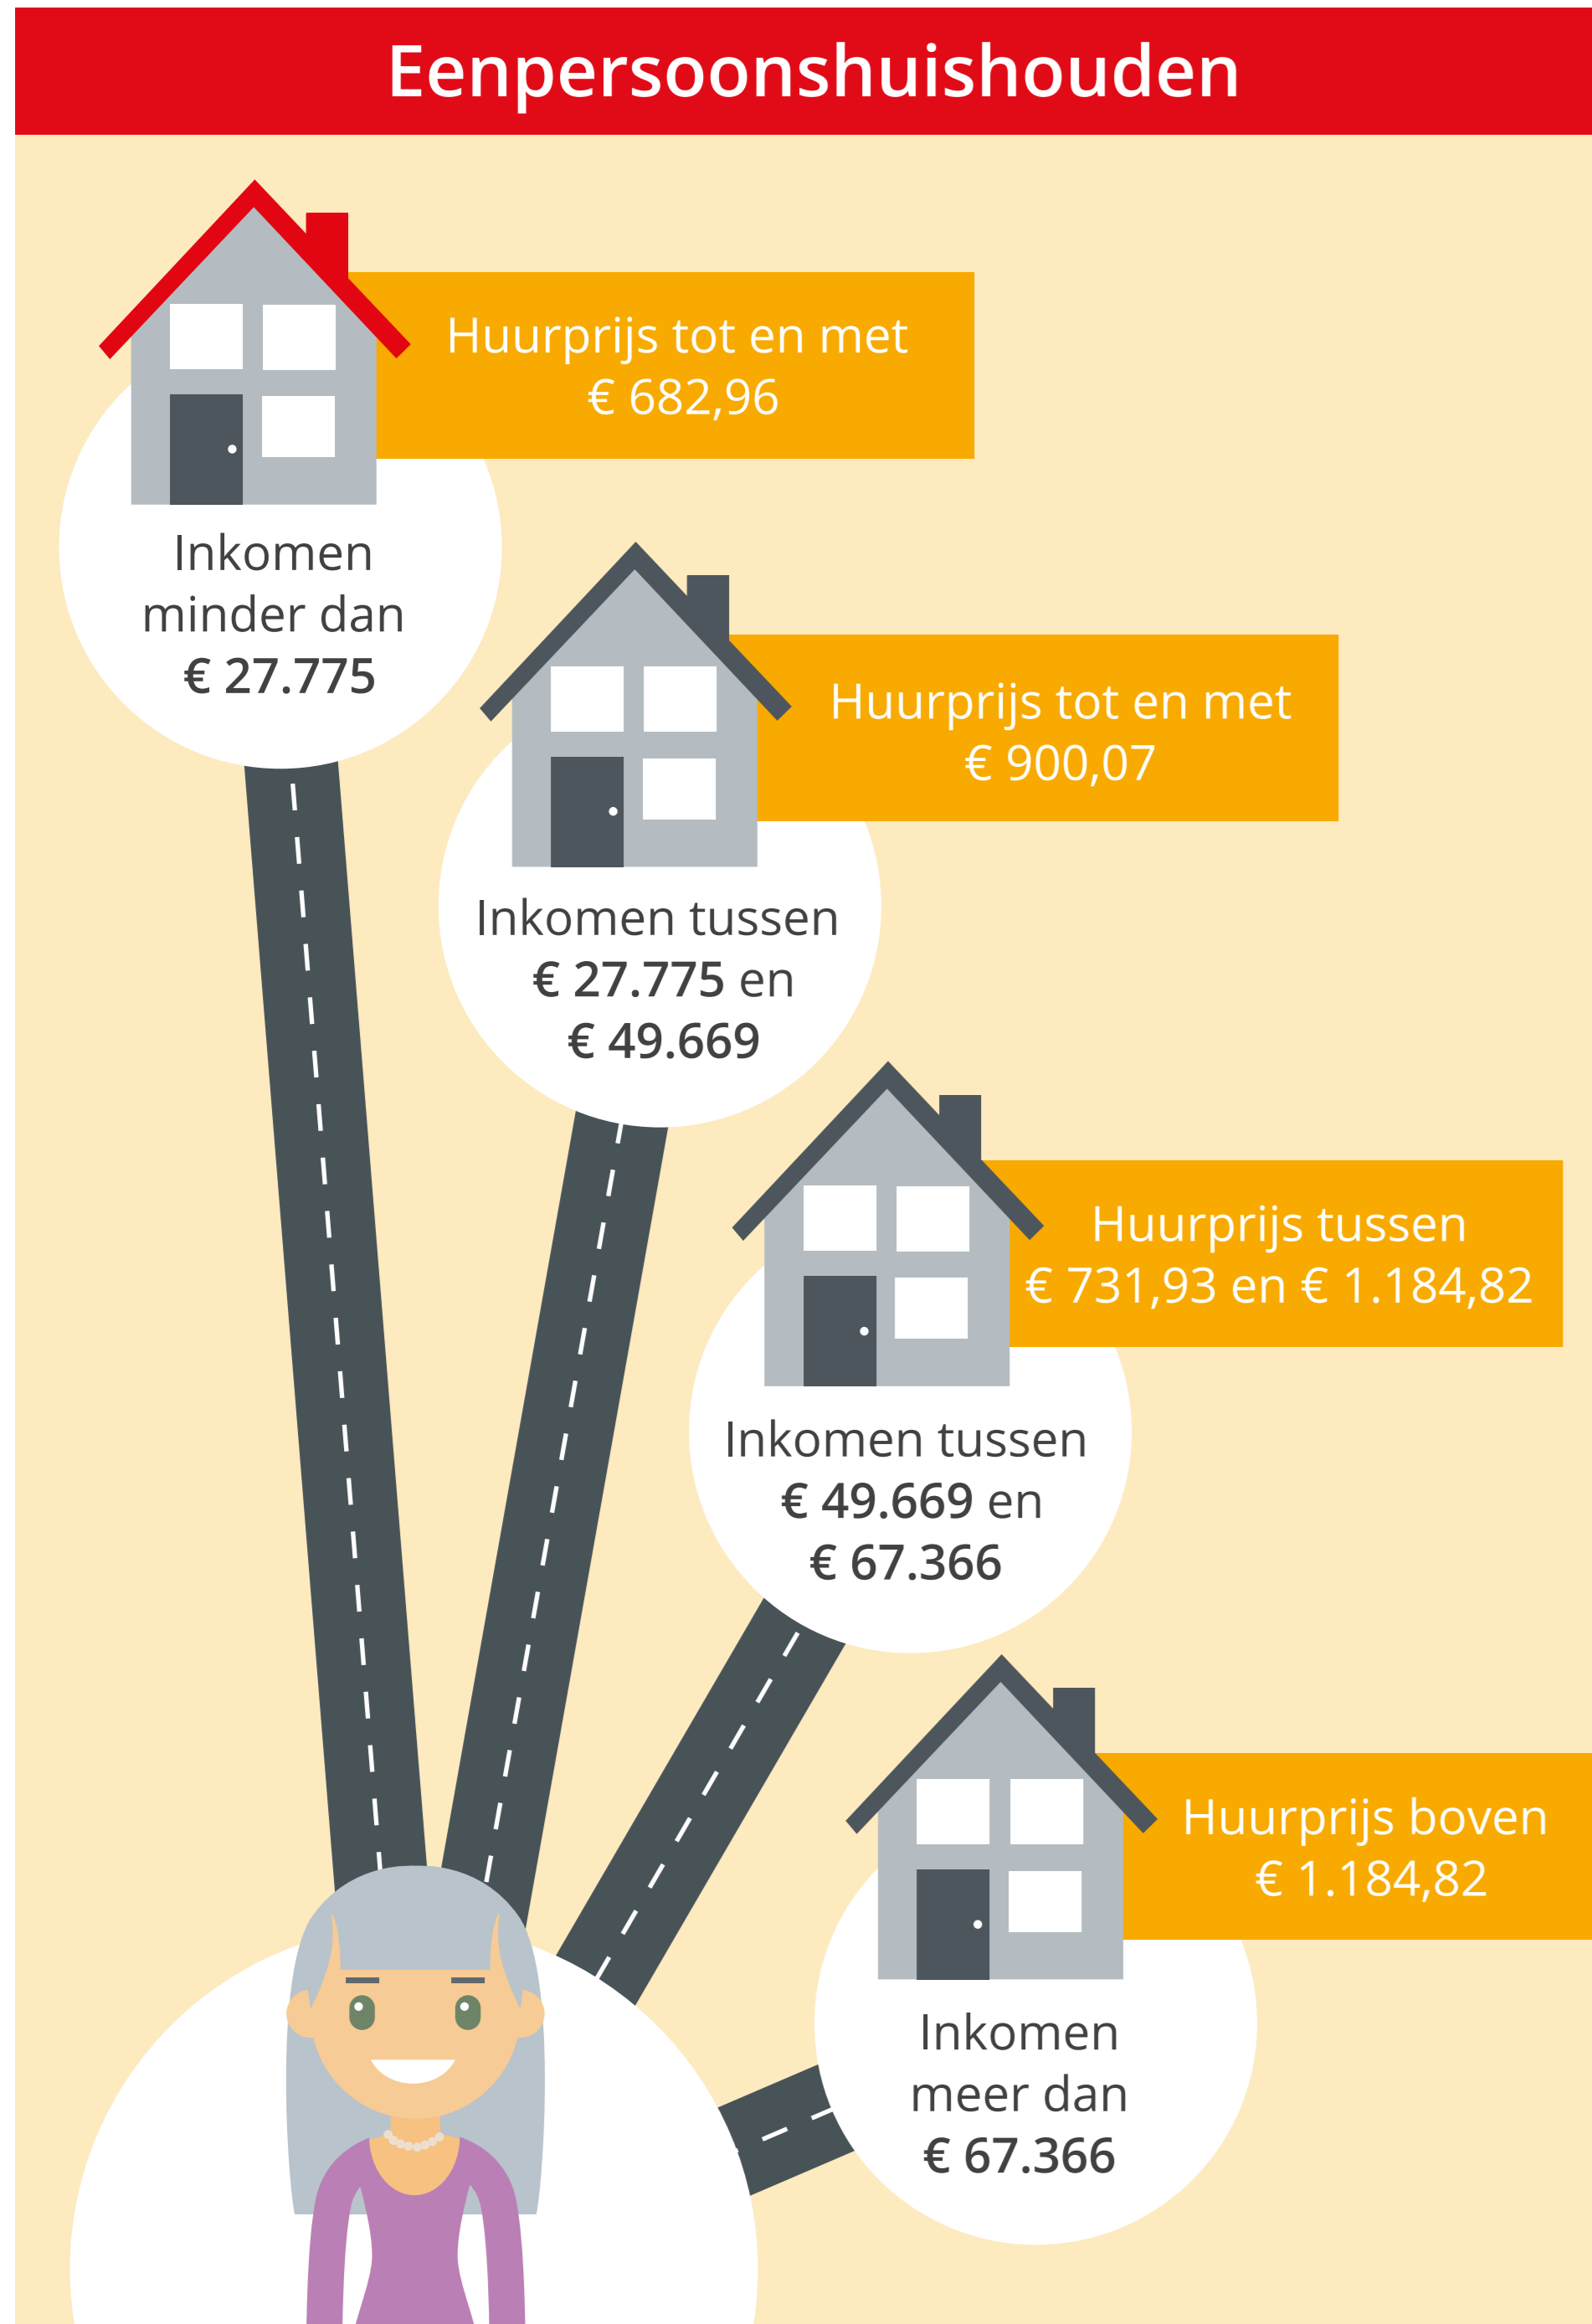 Eenpersoonshuishouden
Huurprijs tot en met
€ 682,96
Inkomen
minder dan
€ 27.775
Huurprijs tot en met
€ 900,07
Inkomen tussen
€ 27.775 en
€ 49.669
Huurprijs tussen
€ 731,93 en € 1.184,82
Inkomen tussen
€ 49.669 en
€ 67.366
Huurprijs boven
€ 1.184,82
Inkomen
meer dan
€ 67.366